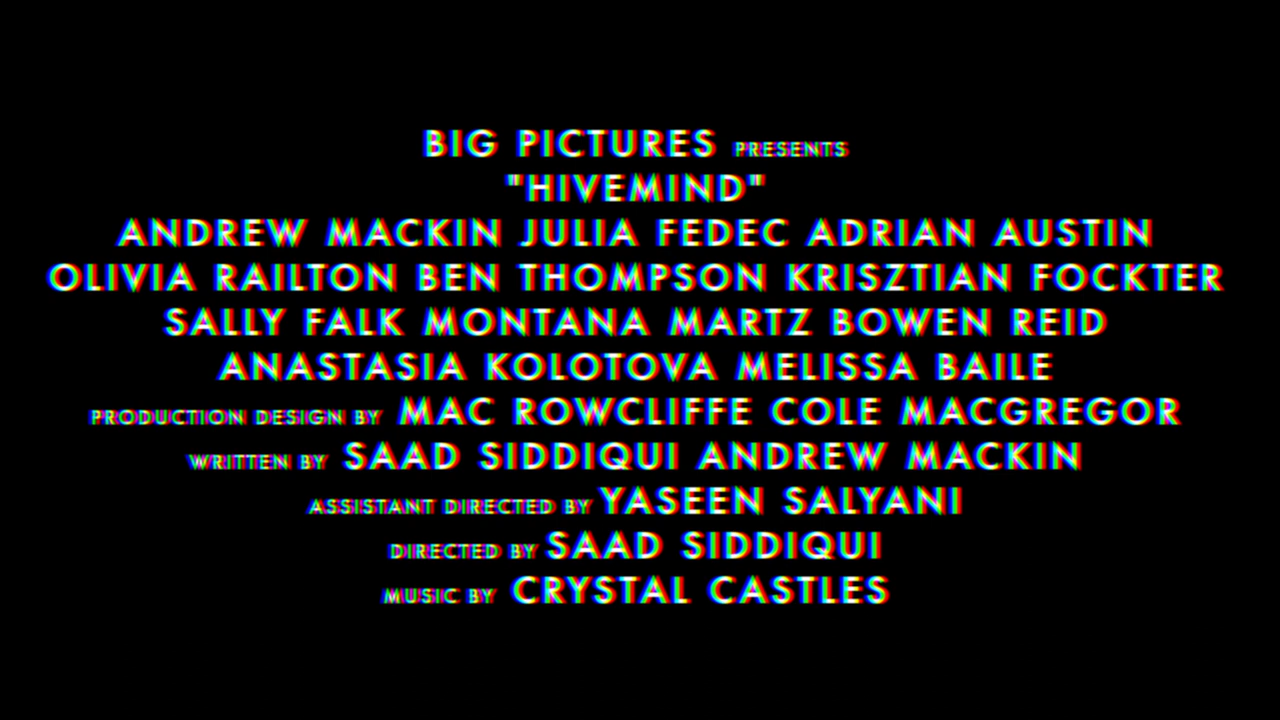 BIG PICTURES PRESENTS
"HIVEMIND"
ANDREW MACKIN JULIA FEDEC ADRIAN AUSTIN
OLIVIA RAILTON BEN THOMPSON KRISZTIAN FOCKTER
SALLY FALK MONTANA MARTZ BOWEN REID
ANASTASIA KOLOTOVA MELISSA BAILE
PRODUCTION DESIGN BY MAC ROWCLIFFE COLE MACGREGOR
WRITTEN BY SAAD SIDDIQUI ANDREW MACKIN
ASSISTANT DIRECTED BY YASEEN SALYANI
DIRECTED BY SAAD SIDDIQUI
MUSIC BY CRYSTAL CASTLES